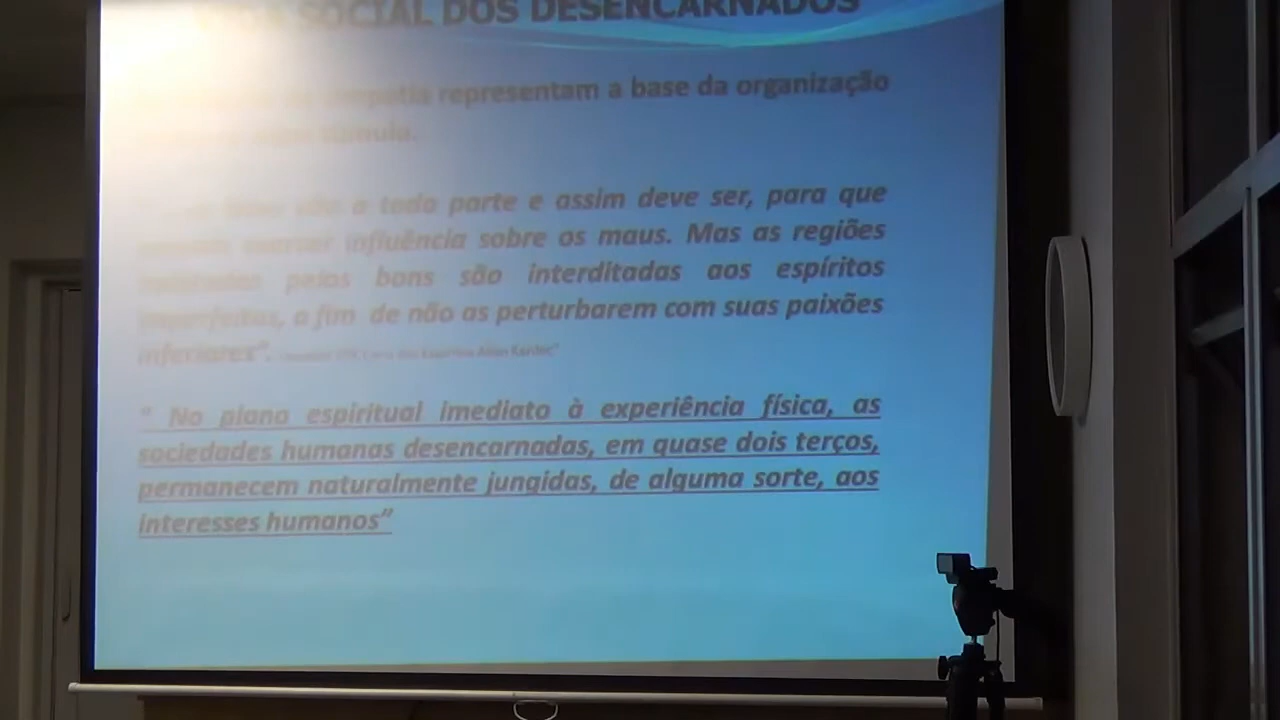 SOCIAL DOS DESENCARNADOS
representam a base da organização
a toda parte e assim deve ser, para que
influência sobre os maus. Mas as regiões
pelos bons são interditadas aos espíritos
imperfeitos, a fim de não as perturbarem com suas paixões
inferiores”.
“ No plano espiritual imediato à experiência física, as
sociedades humanas desencarnadas, em quase dois terços,
permanecem naturalmente jungidas, de alguma sorte, aos
interesses humanos”